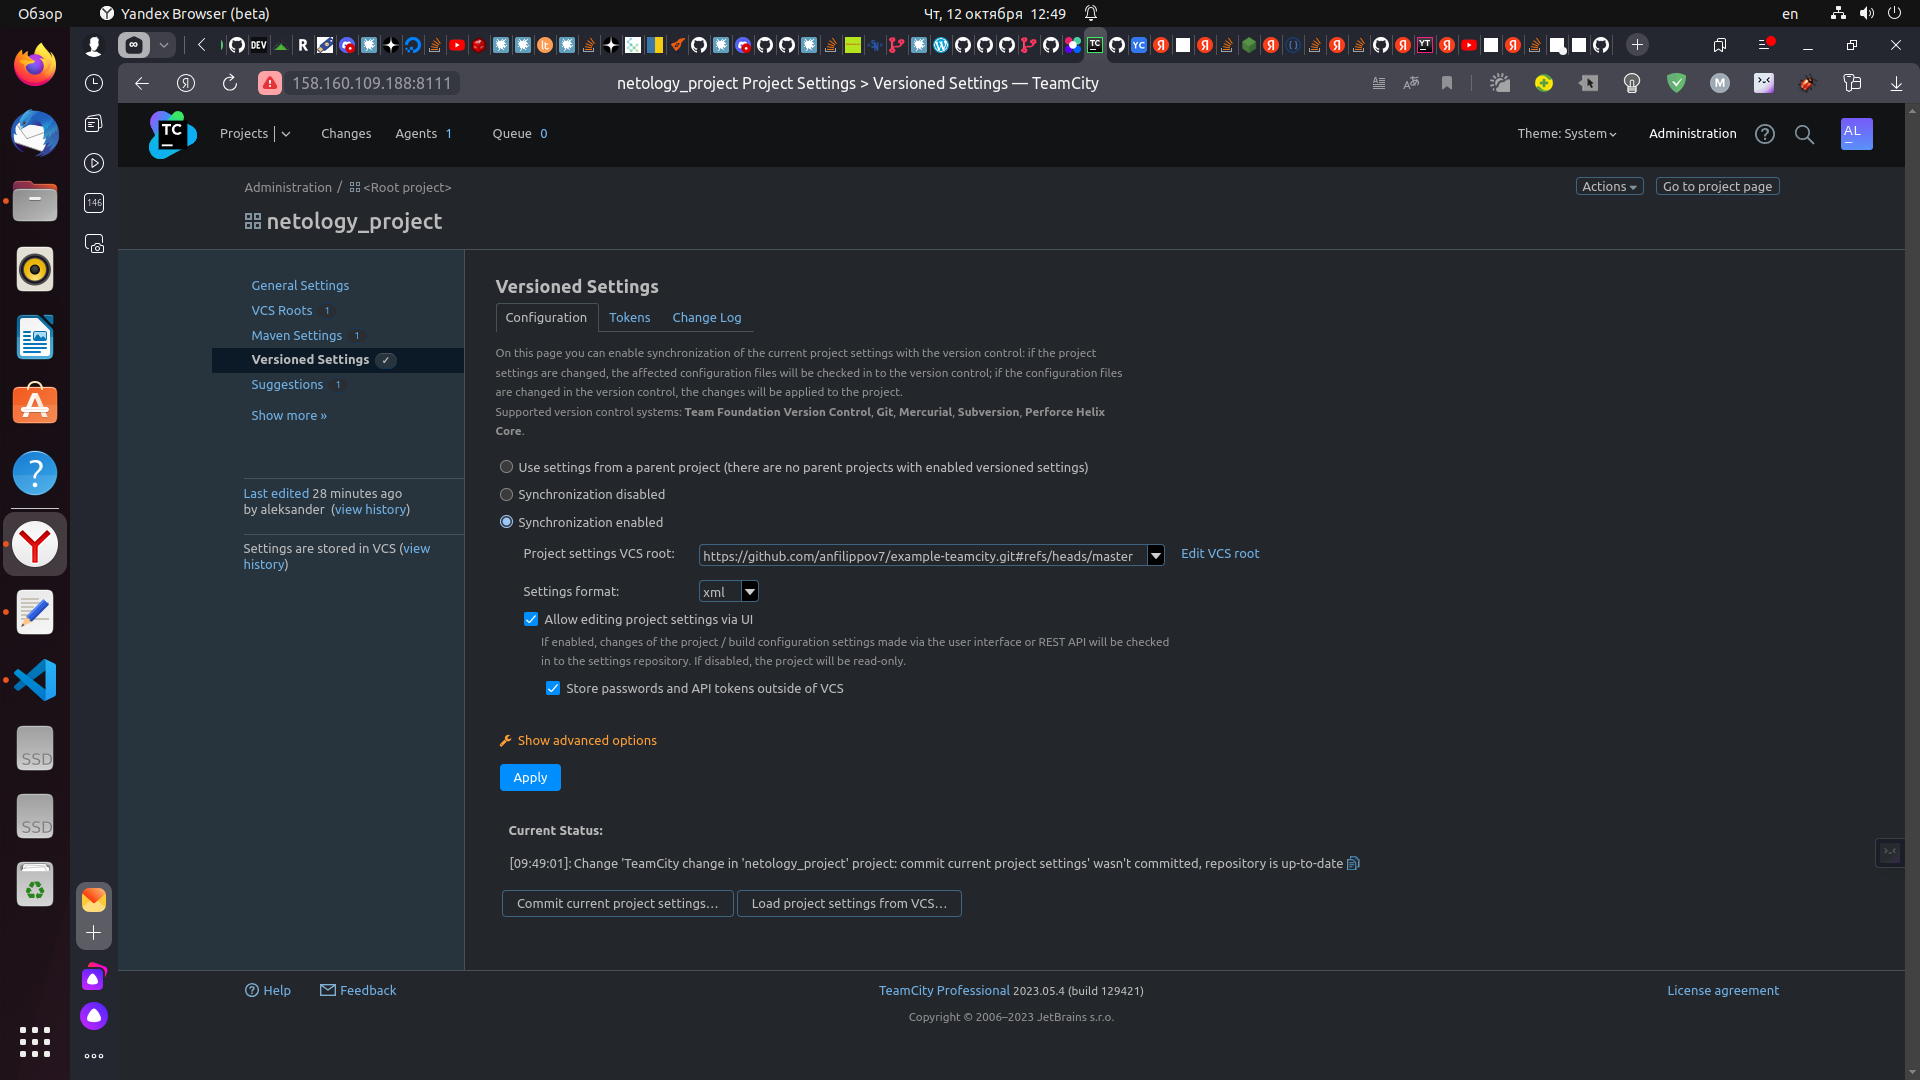 Обзор
Yandex Browser (beta)
Чт, 12 октября 12:49
en
158.160.109.188:8111
netology_project Project Settings > Versioned Settings — TeamCity
TC
Projects
Changes
Agents 1
Queue 0
Theme: System
Administration
AL
Administration / <Root project>
Actions
Go to project page
netology_project
General Settings
VCS Roots 1
Maven Settings 1
Versioned Settings ✓
Suggestions 1
Show more »
Last edited 28 minutes ago
by aleksander (view history)
Settings are stored in VCS (view
history)
Versioned Settings
Configuration
Tokens
Change Log
On this page you can enable synchronization of the current project settings with the version control: if the project
settings are changed, the affected configuration files will be checked in to the version control; if the configuration files
are changed in the version control, the changes will be applied to the project.
Supported version control systems: Team Foundation Version Control, Git, Mercurial, Subversion, Perforce Helix
Core.
Use settings from a parent project (there are no parent projects with enabled versioned settings)
Synchronization disabled
Synchronization enabled
Project settings VCS root:
https://github.com/anfilippov7/example-teamcity.git#refs/heads/master
Edit VCS root
Settings format:
xml
Allow editing project settings via UI
If enabled, changes of the project / build configuration settings made via the user interface or REST API will be checked
in to the settings repository. If disabled, the project will be read-only.
Store passwords and API tokens outside of VCS
Show advanced options
Apply
Current Status:
[09:49:01]: Change 'TeamCity change in 'netology_project' project: commit current project settings' wasn't committed, repository is up-to-date
Commit current project settings...
Load project settings from VCS...
Help
Feedback
TeamCity Professional 2023.05.4 (build 129421)
License agreement
Copyright © 2006–2023 JetBrains s.r.o.
146
SSD
SSD